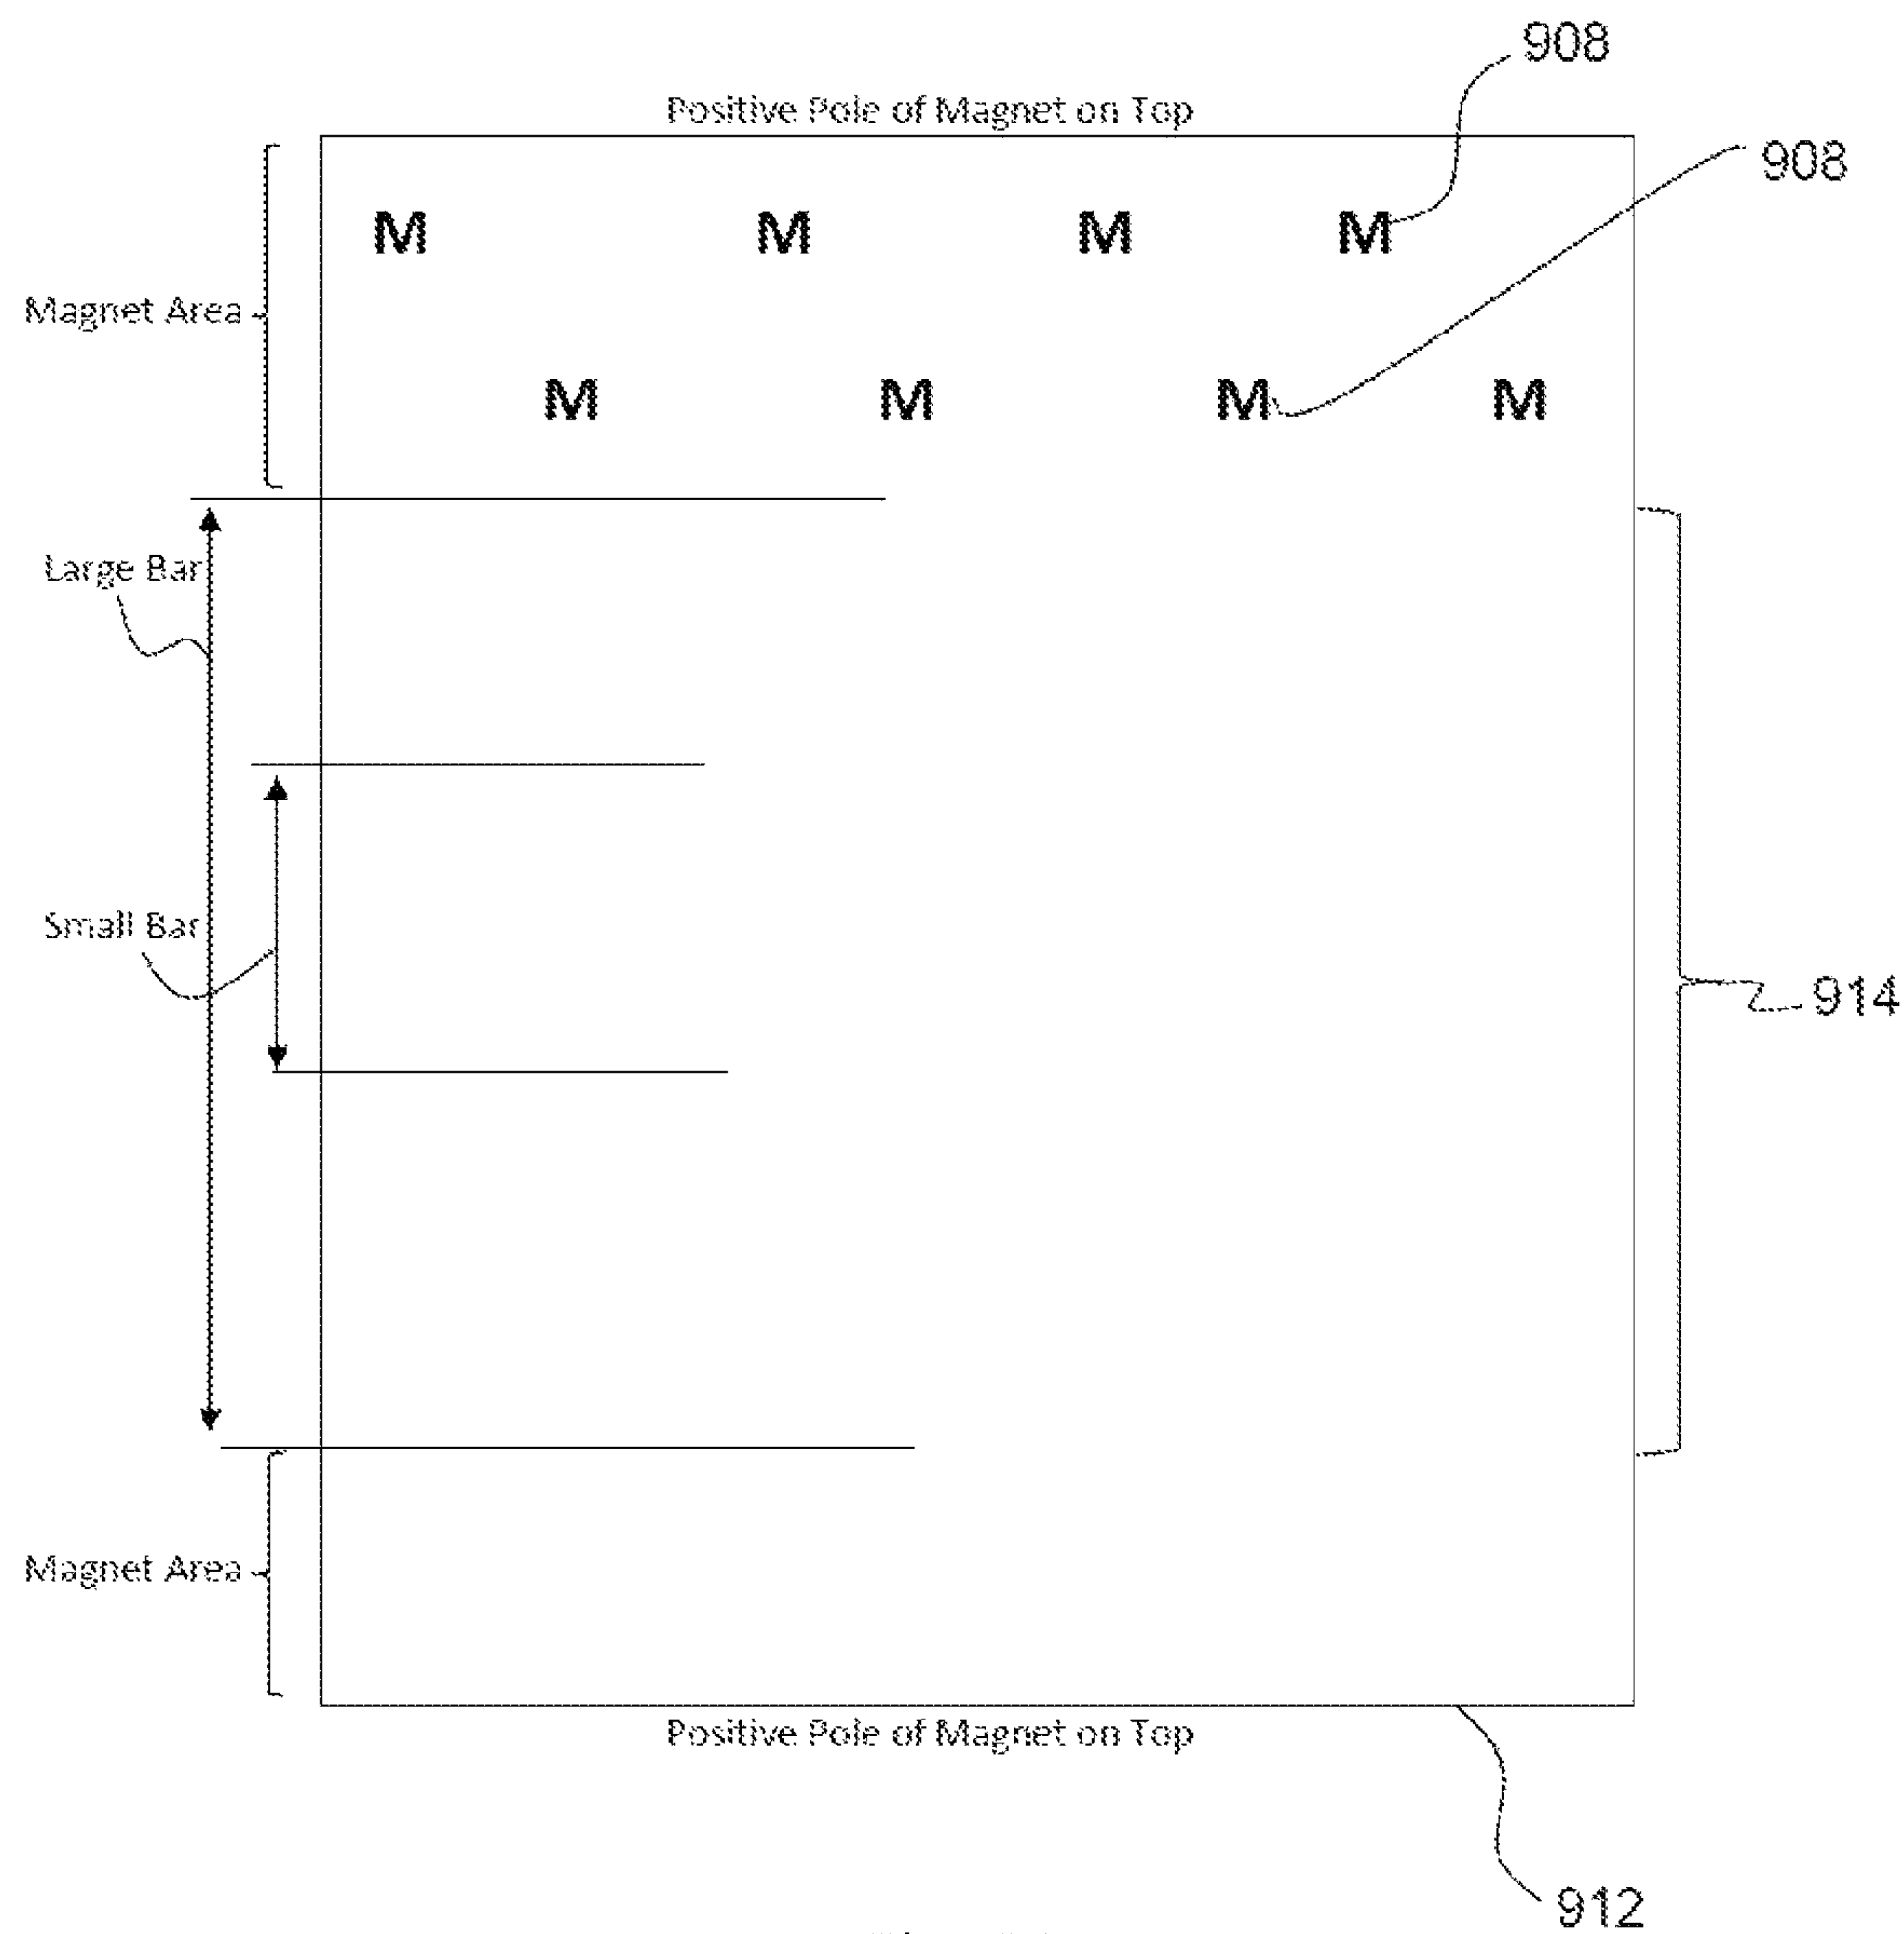 908
Positive Pole of Magnet on Top
908
M M M M
Magnet Area
M M M M
Large Bar
Small Bar
914
Magnet Area
Positive Pole of Magnet on Top
912